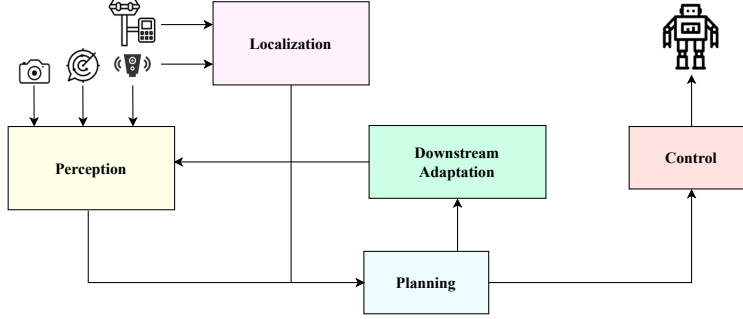 Localization
Perception
Downstream
Adaptation
Control
Planning